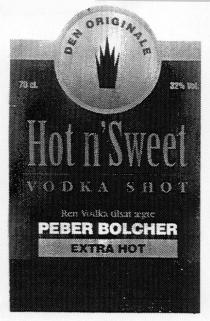 DEN ORIGINALE
70 cl.
32% Vol.
Hot n'Sweet
VODKA SHOT
Ren Vodka tilsat ægte
PEBER BOLCHER
EXTRA HOT